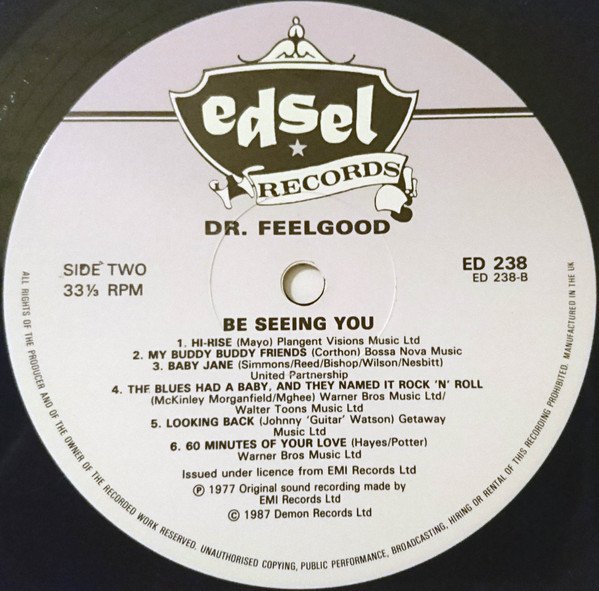 edsel
RECORDS
DR. FEELGOOD
SIDE TWO
33⅓ RPM
ED 238
ED 238-B
BE SEEING YOU
1. HI-RISE (Mayo) Plangent Visions Music Ltd
2. MY BUDDY BUDDY FRIENDS (Corthon) Bossa Nova Music
3. BABY JANE (Simmons/Reed/Bishop/Wilson/Nesbitt)
United Partnership
4. THE BLUES HAD A BABY, AND THEY NAMED IT ROCK 'N' ROLL
(McKinley Morganfield/Mghee) Warner Bros Music Ltd/
Walter Toons Music Ltd
5. LOOKING BACK (Johnny 'Guitar' Watson) Getaway
Music Ltd
6. 60 MINUTES OF YOUR LOVE (Hayes/Potter)
Warner Bros Music Ltd
Issued under licence from EMI Records Ltd
Ⓟ 1977 Original sound recording made by
EMI Records Ltd
© 1987 Demon Records Ltd
ALL RIGHTS OF THE PRODUCER AND OF THE OWNER OF THE RECORDED WORK RESERVED. UNAUTHORISED COPYING, PUBLIC PERFORMANCE, BROADCASTING, HIRING OR RENTAL OF THIS RECORDING PROHIBITED. MANUFACTURED IN THE UK